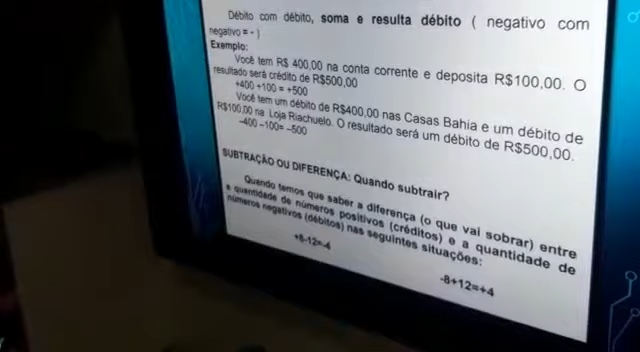 Débito com débito, soma e resulta débito ( negativo com
negativo = - )
Exemplo:
Você tem R$ 400,00 na conta corrente e deposita R$100,00. O
resultado será crédito de R$500,00
+400 +100 = +500
Você tem um débito de R$400,00 nas Casas Bahia e um débito de
R$100,00 na Loja Riachuelo. O resultado será um débito de R$500,00.
-400 -100= -500
SUBTRAÇÃO OU DIFERENÇA: Quando subtrair?
Quando temos que saber a diferença (o que vai sobrar) entre
a quantidade de números positivos (créditos) e a quantidade de
números negativos (débitos) nas seguintes situações:
+8-12=-4
-8+12=+4